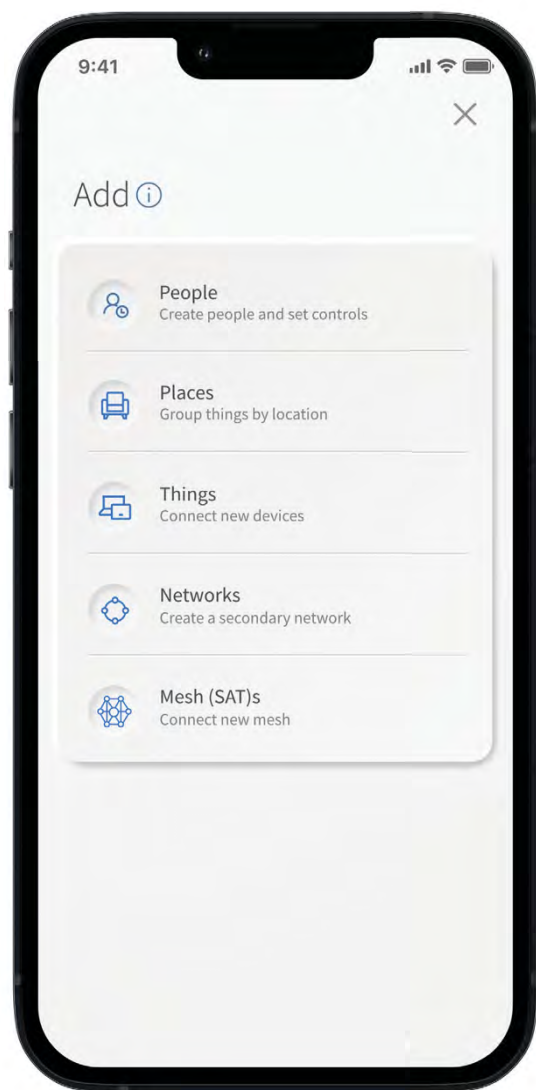 9:41
Add
People
Create people and set controls
Places
Group things by location
Things
Connect new devices
Networks
Create a secondary network
Mesh (SAT)s
Connect new mesh